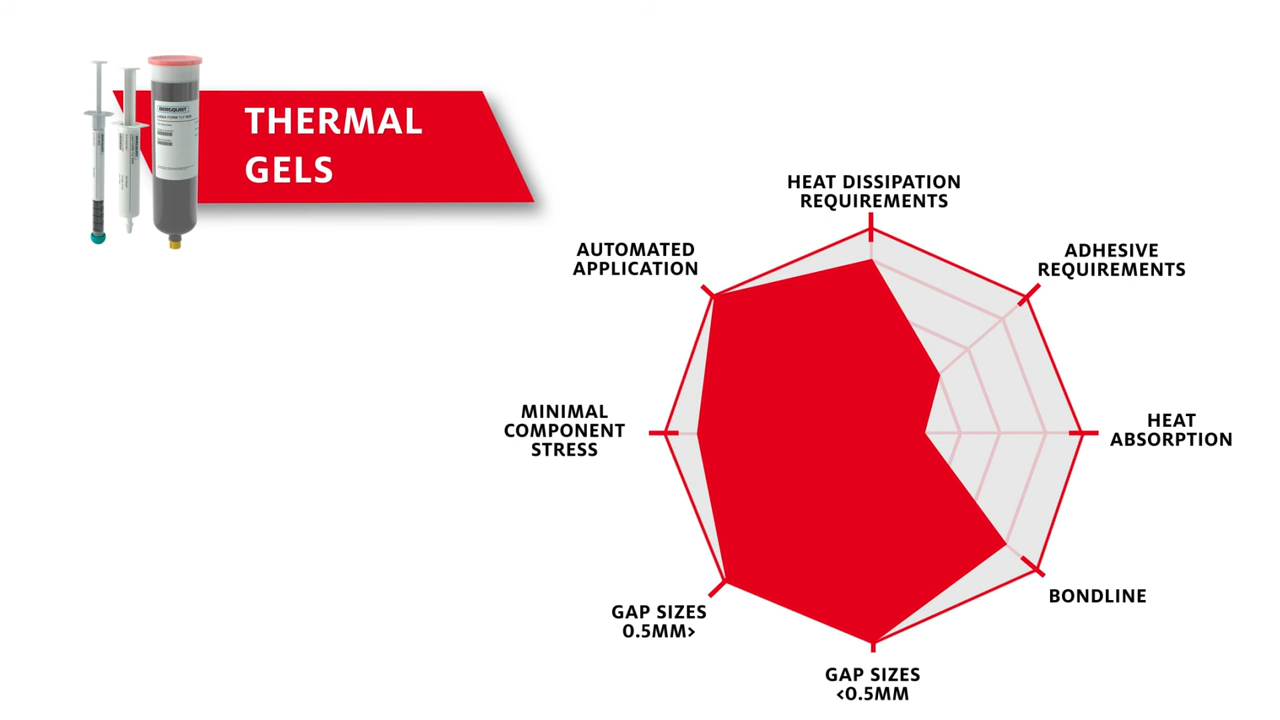 THERMAL
GELS
BERGQUIST
HEAT DISSIPATION
REQUIREMENTS
AUTOMATED
APPLICATION
ADHESIVE
REQUIREMENTS
MINIMAL
COMPONENT
STRESS
HEAT
ABSORPTION
BONDLINE
GAP SIZES
0.5MM>
GAP SIZES
<0.5MM